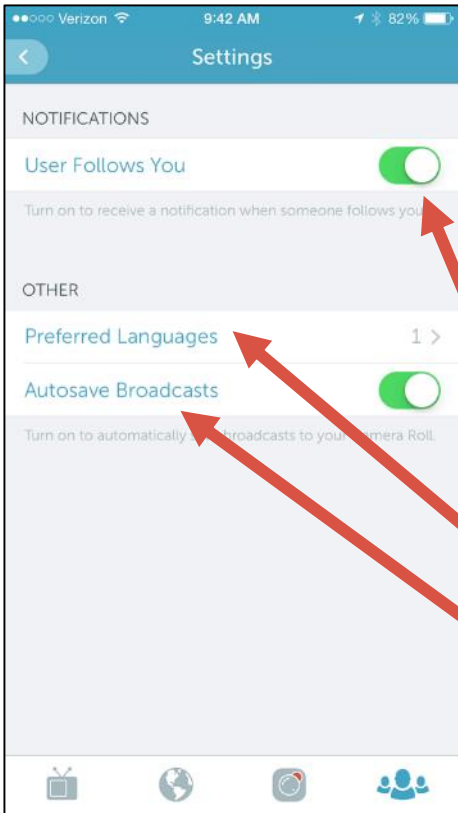 Verizon 9:42 AM 82%
Settings
NOTIFICATIONS
User Follows You
Turn on to receive a notification when someone follows you
OTHER
Preferred Languages 1
Autosave Broadcasts
Turn on to automatically broadcasts to your Roll.